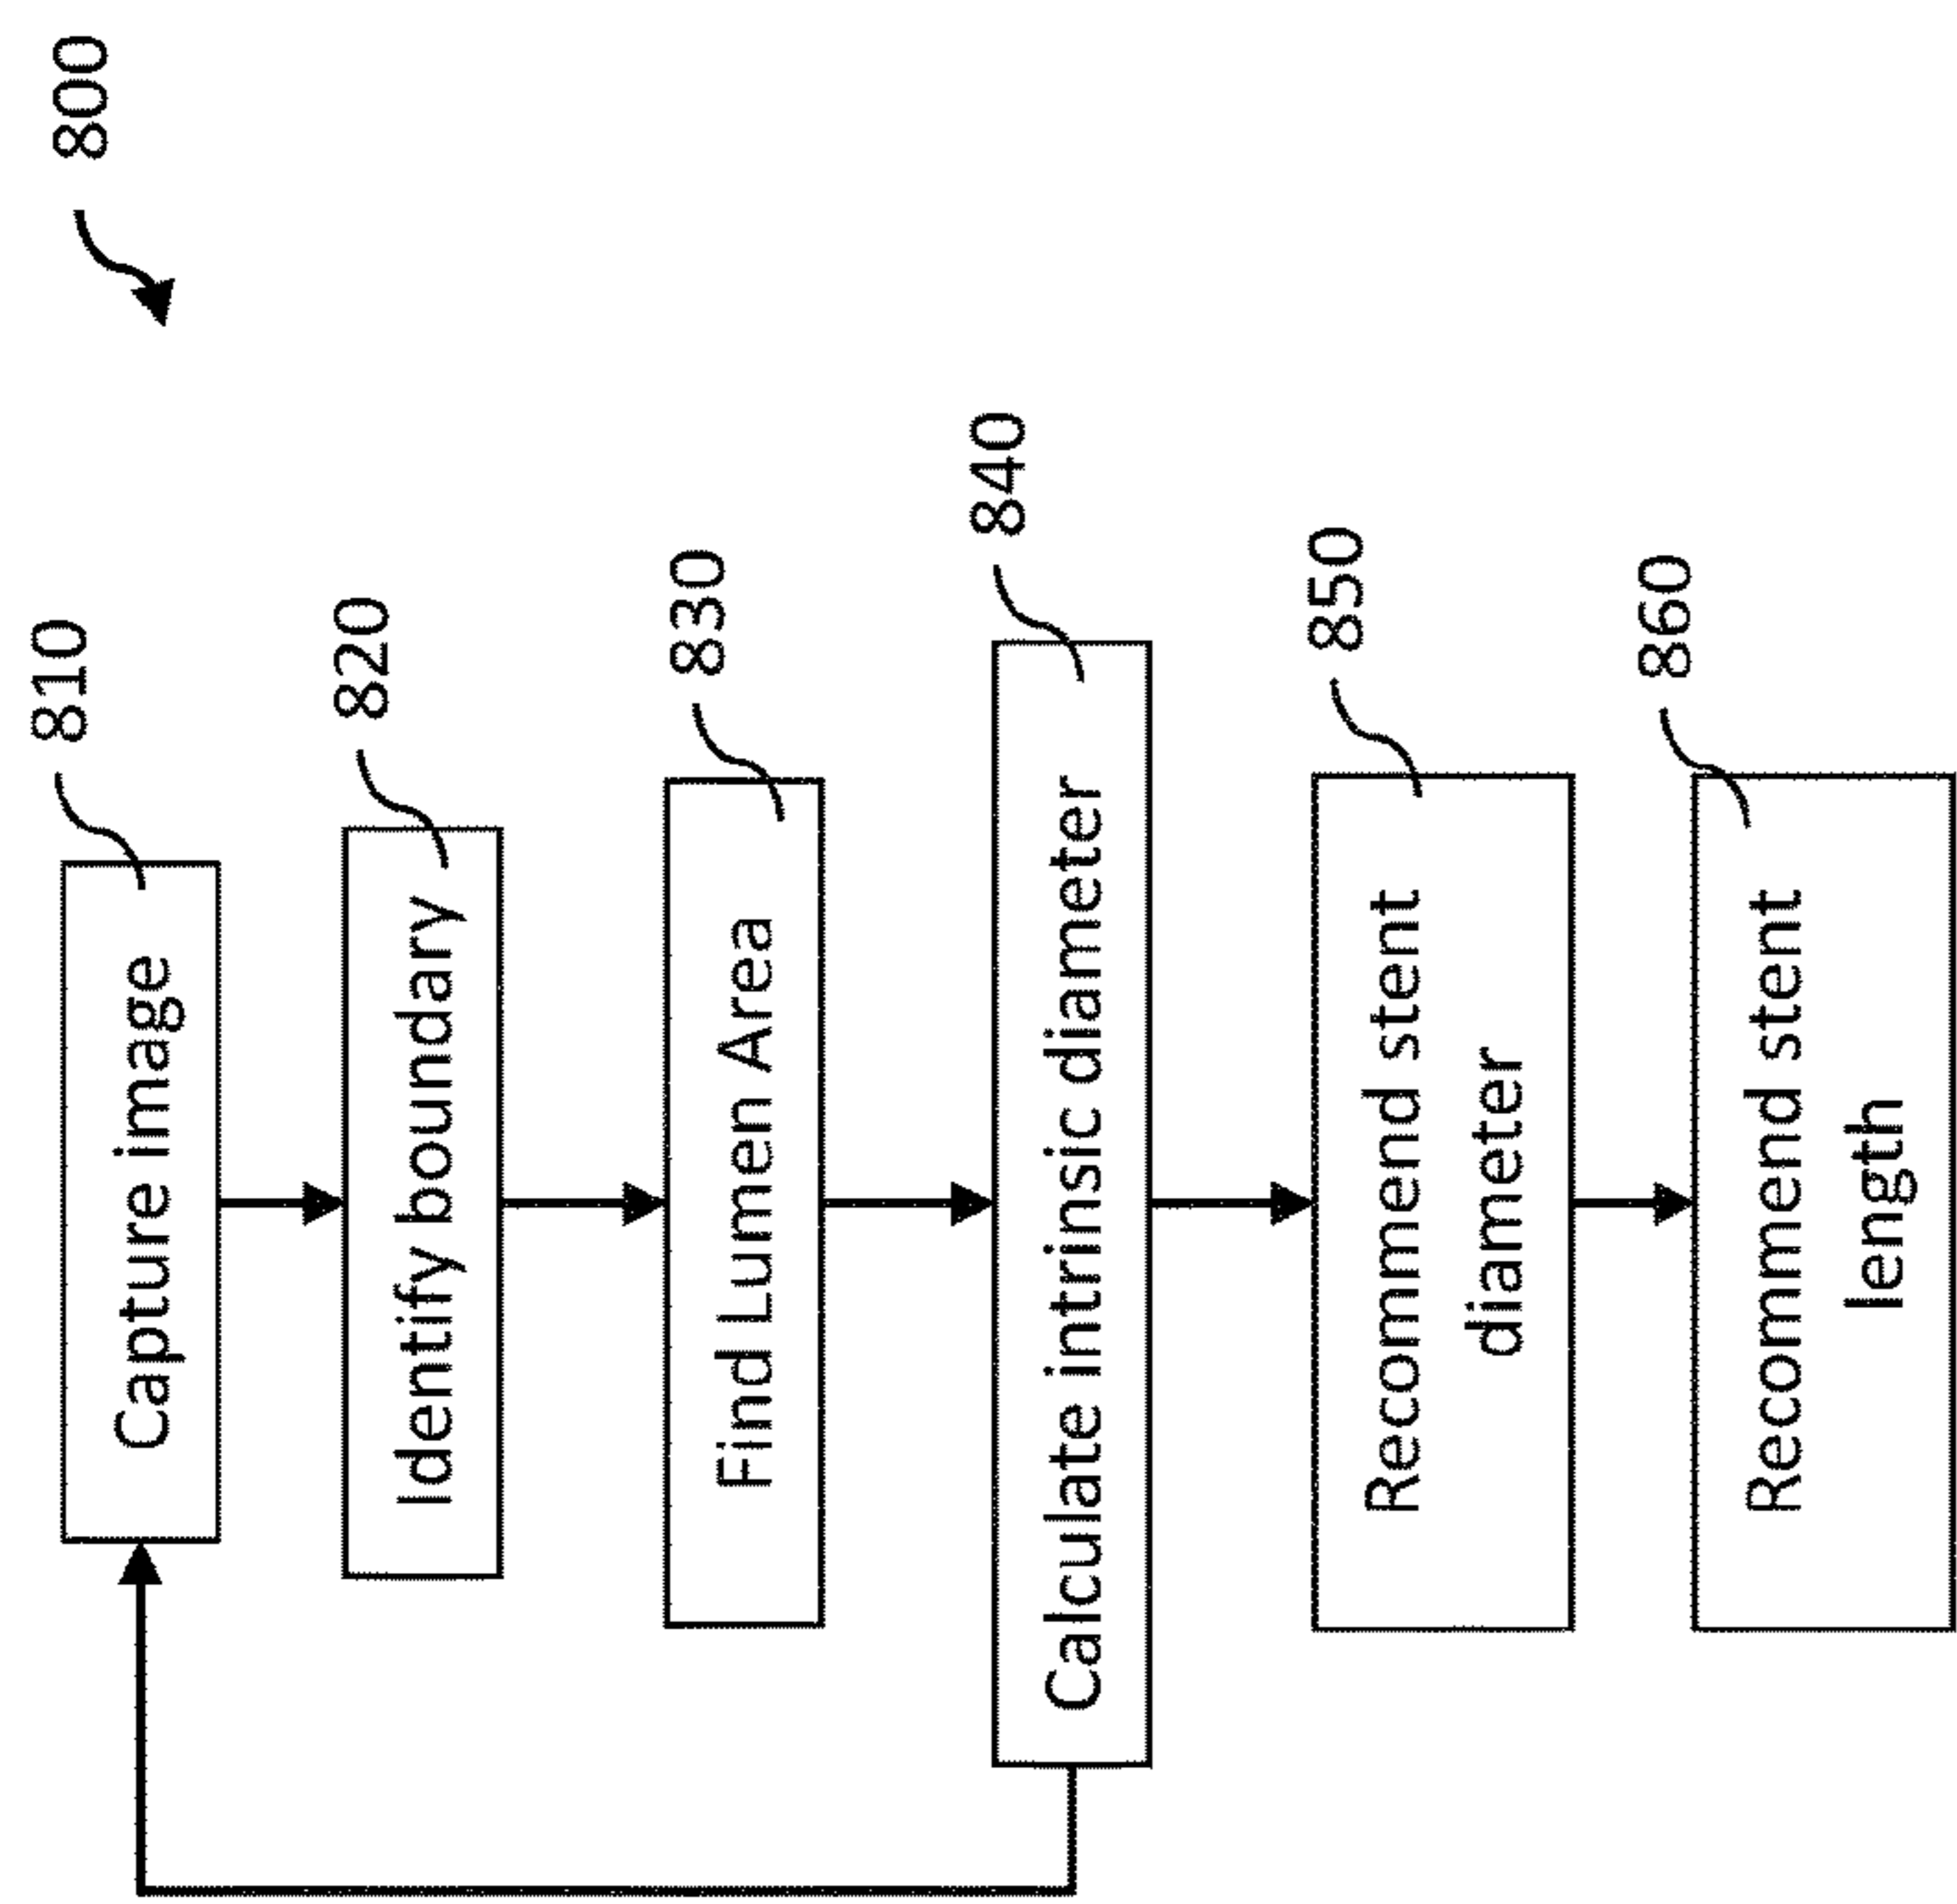 800
810
Capture image
820
Identify boundary
830
Find Lumen Area
840
Calculate intrinsic diameter
850
Recommend stent
diameter
860
Recommend stent
length